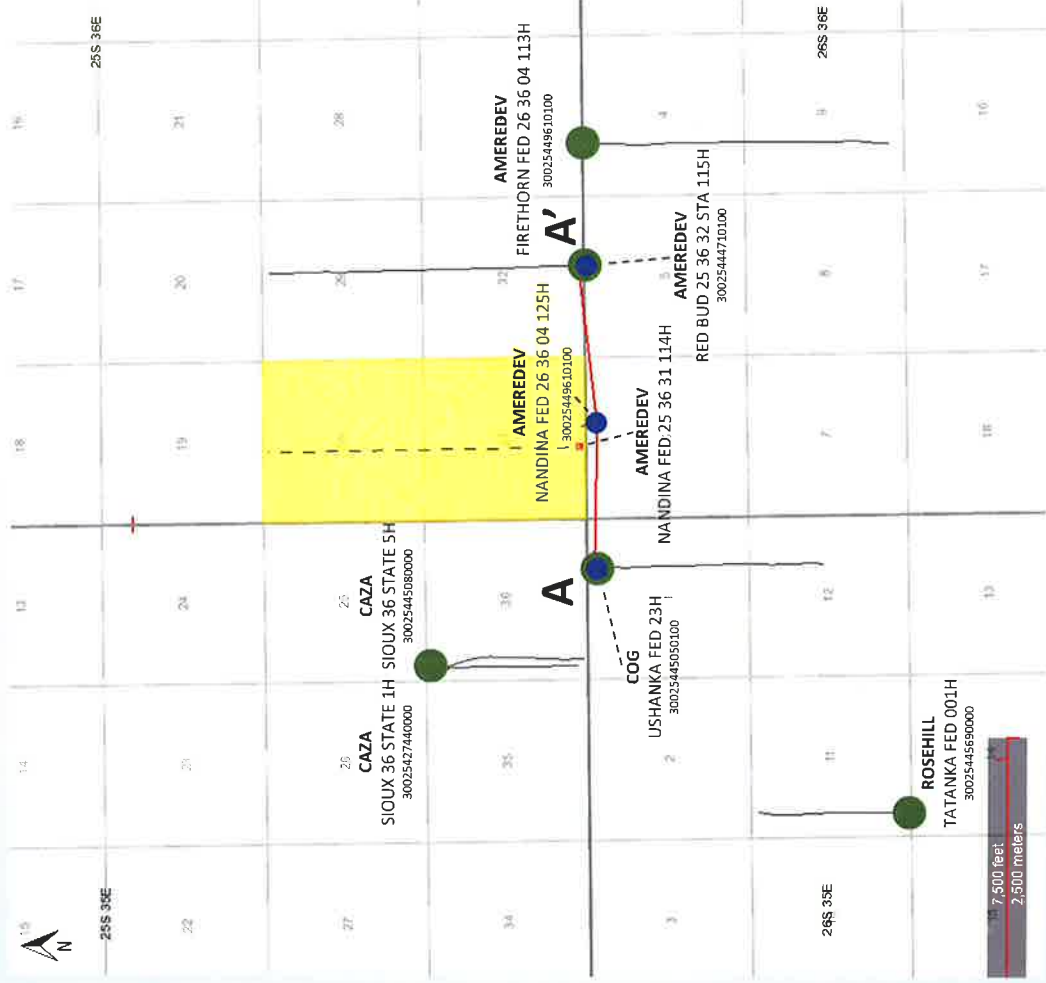 25S 36E
16
21
28
4
9
16
26S 36E
AMEREDEV
FIRETHORN FED 26 36 04 113H
30025449610100
A'
17
20
29
32
5
8
17
AMEREDEV
RED BUD 25 36 32 STA 115H
30025444710100
AMEREDEV
NANDINA FED 26 36 04 125H
30025449610100
AMEREDEV
NANDINA FED 25 36 31 114H
18
19
7
18
A
13
24
25
36
12
13
CAZA
SIOUX 36 STATE 5H
30025445080000
CAZA
SIOUX 36 STATE 1H
30025427440000
COG
USHANKA FED 23H
30025445050100
14
23
26
35
2
11
14
ROSEHILL
TATANKA FED 001H
30025445690000
15
22
27
34
3
N
25S 35E
26S 35E
7,500 feet
2,500 meters